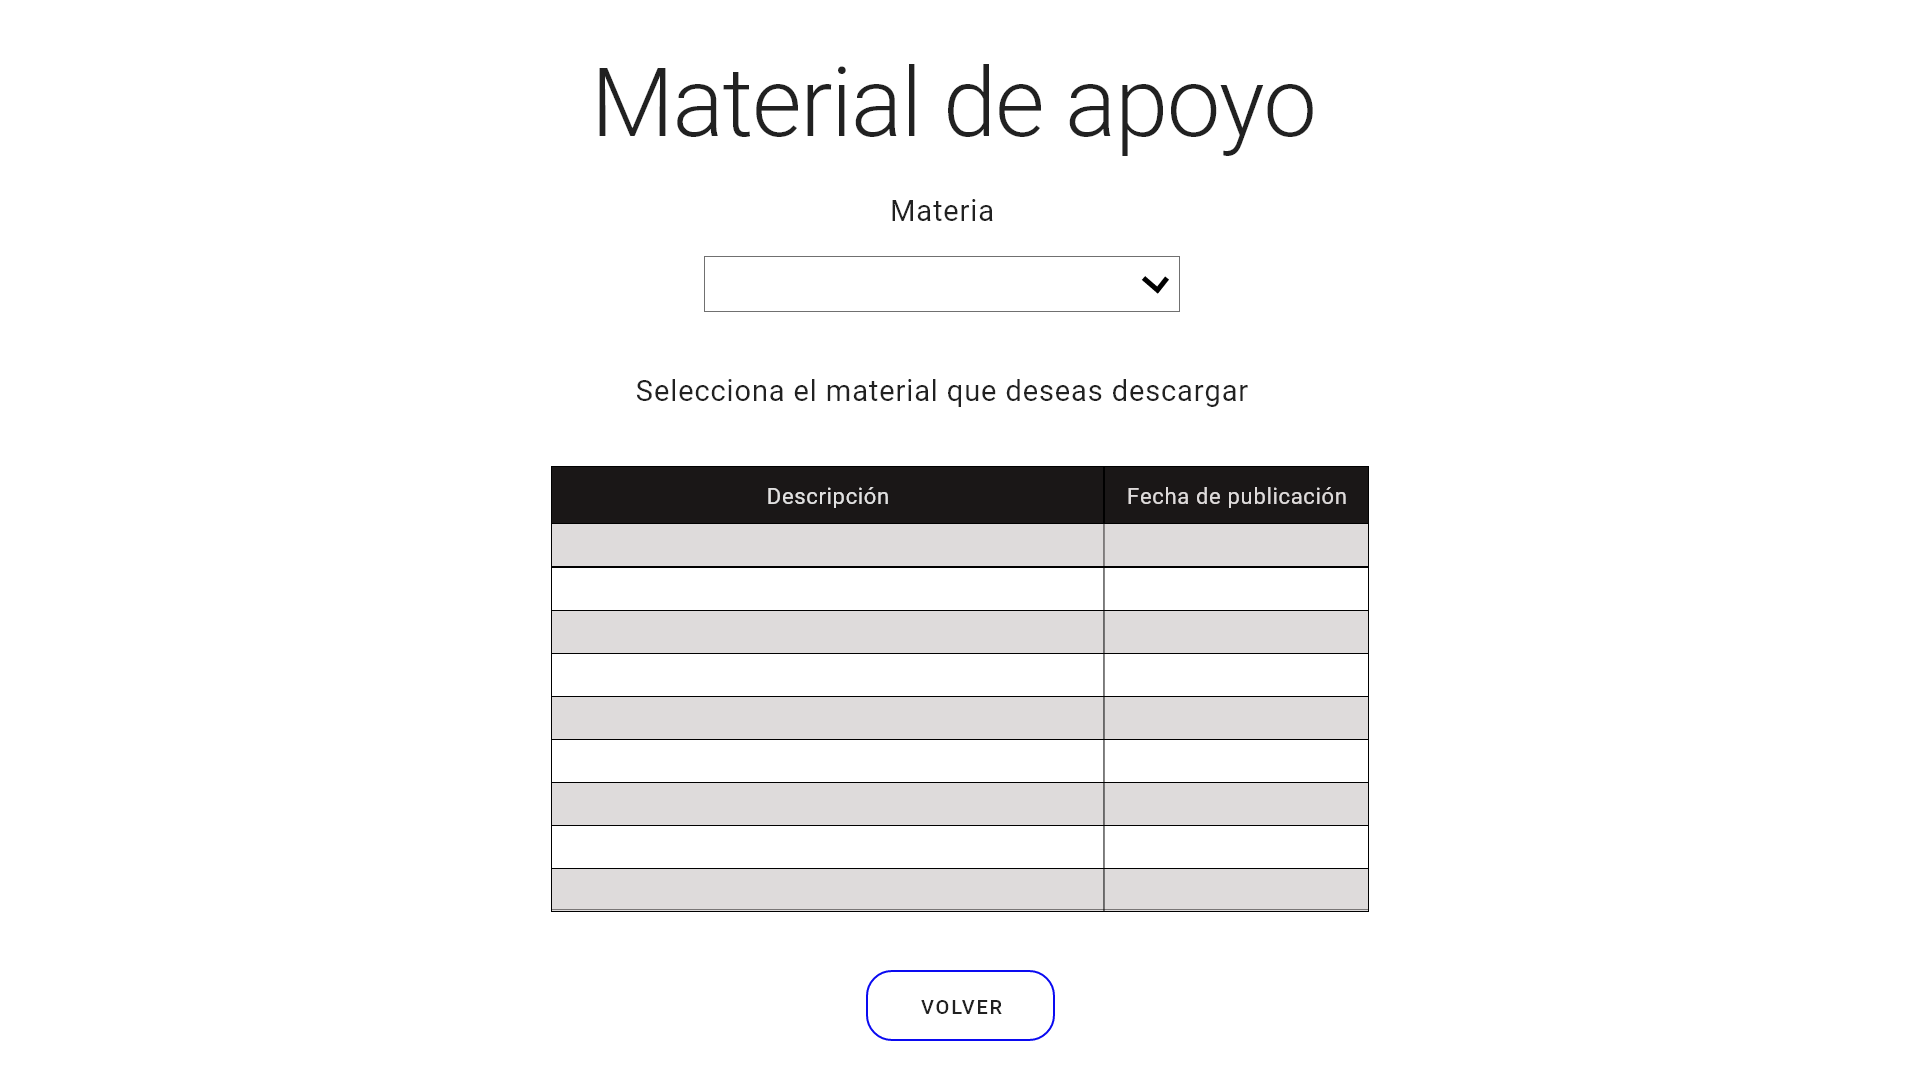 Material de apoyo
Materia
Selecciona el material que deseas descargar
Descripción Fecha de publicación
VOLVER